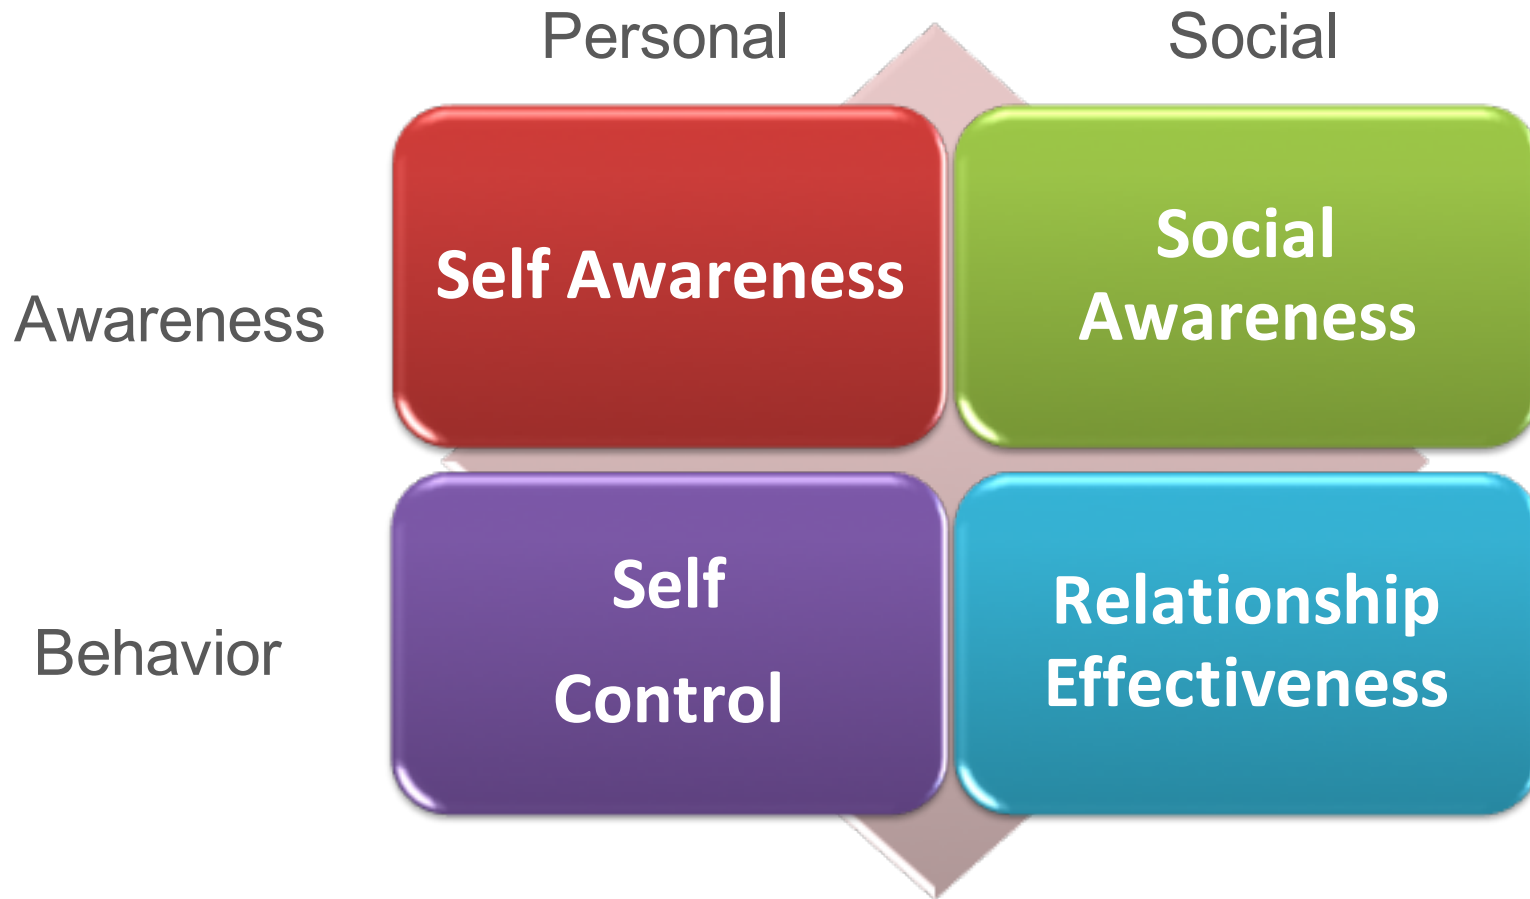 Personal
Social
Awareness
Self Awareness
Social
Awareness
Behavior
Self
Control
Relationship
Effectiveness